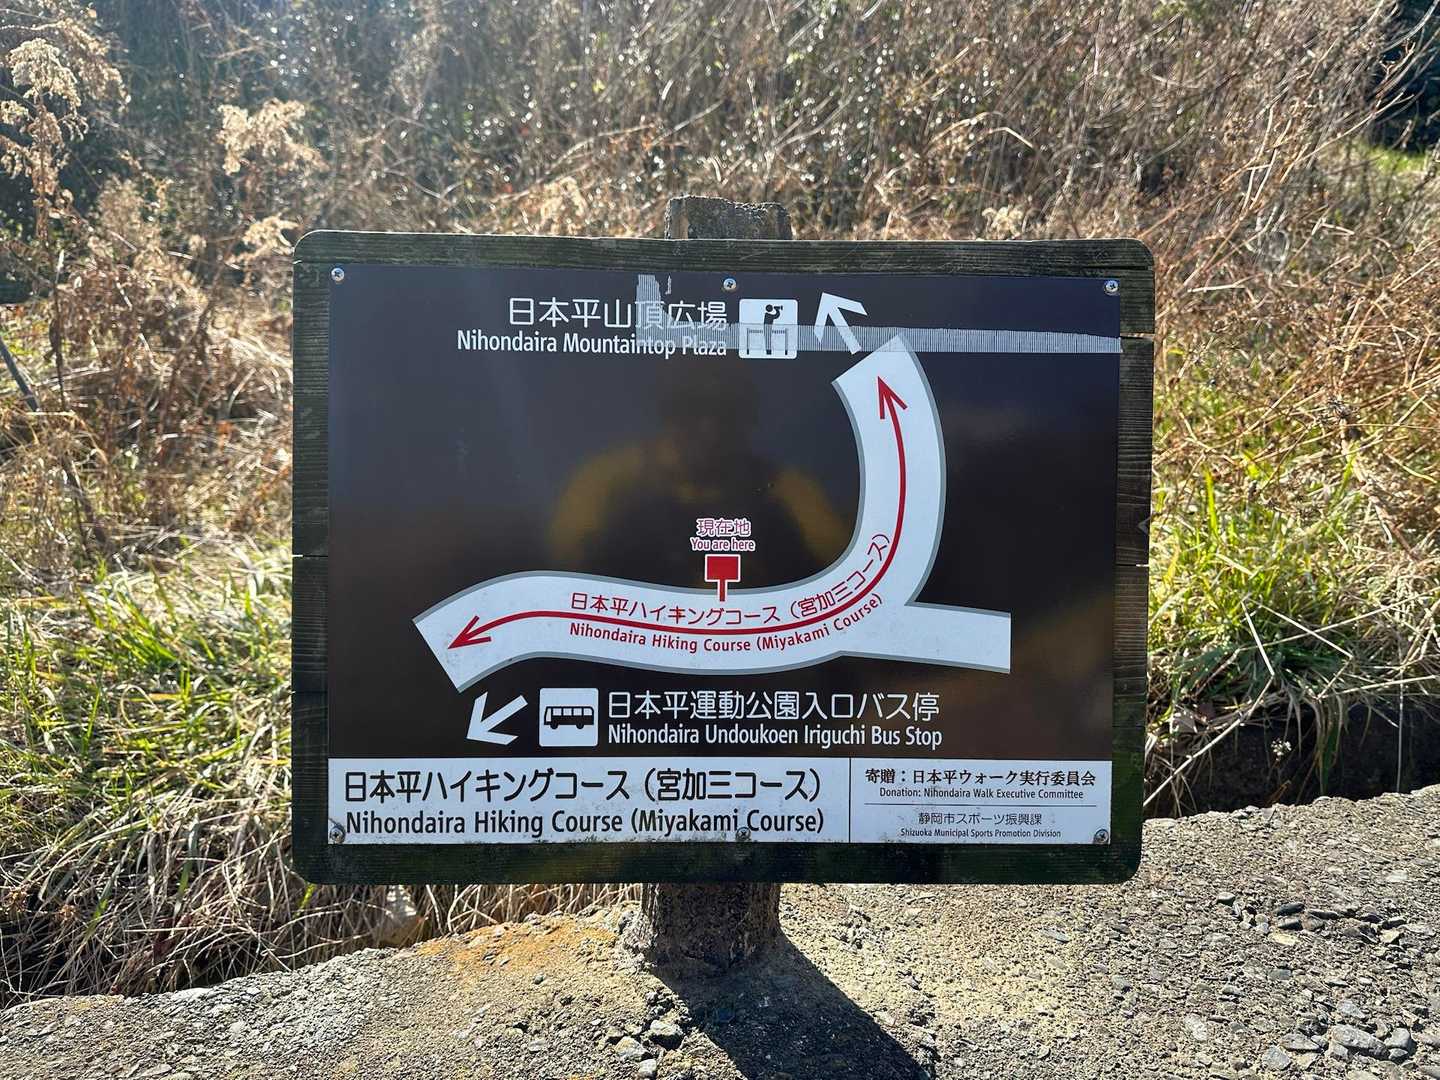 日本平山頂広場
Nihondaira Mountaintop Plaza
現在地
You are here
日本平ハイキングコース（宮加三コース）
Nihondaira Hiking Course (Miyakami Course)
日本平運動公園入口バス停
Nihondaira Undoukoen Iriguchi Bus Stop
日本平ハイキングコース（宮加三コース）
Nihondaira Hiking Course (Miyakami Course)
寄贈：日本平ウォーク実行委員会
Donation: Nihondaira Walk Executive Committee
静岡市スポーツ振興課
Shizuoka Municipal Sports Promotion Division